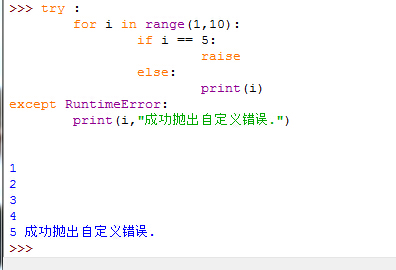 >>> try :
        for i in range(1,10):
                if i == 5:
                        raise
                else:
                        print(i)
except RuntimeError:
        print(i,"成功抛出自定义错误.")
1
2
3
4
5 成功抛出自定义错误.
>>>